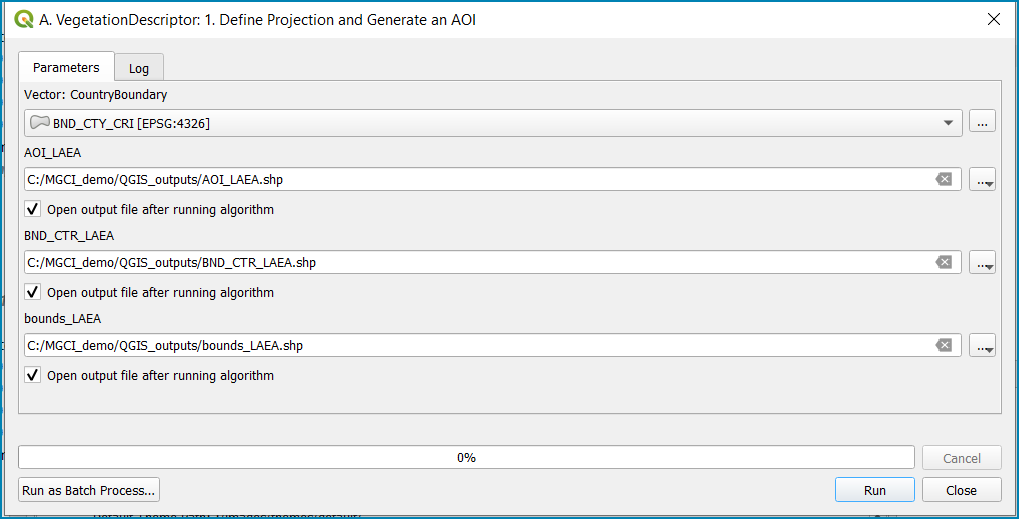 A. VegetationDescriptor: 1. Define Projection and Generate an AOI
Parameters
Log
Vector: CountryBoundary
BND_CTY_CRI [EPSG:4326]
...
AOI_LAEA
C:/MGCI_demo/QGIS_outputs/AOI_LAEA.shp
...
Open output file after running algorithm
BND_CTR_LAEA
C:/MGCI_demo/QGIS_outputs/BND_CTR_LAEA.shp
...
Open output file after running algorithm
bounds_LAEA
C:/MGCI_demo/QGIS_outputs/bounds_LAEA.shp
...
Open output file after running algorithm
0%
Cancel
Run as Batch Process...
Run
Close